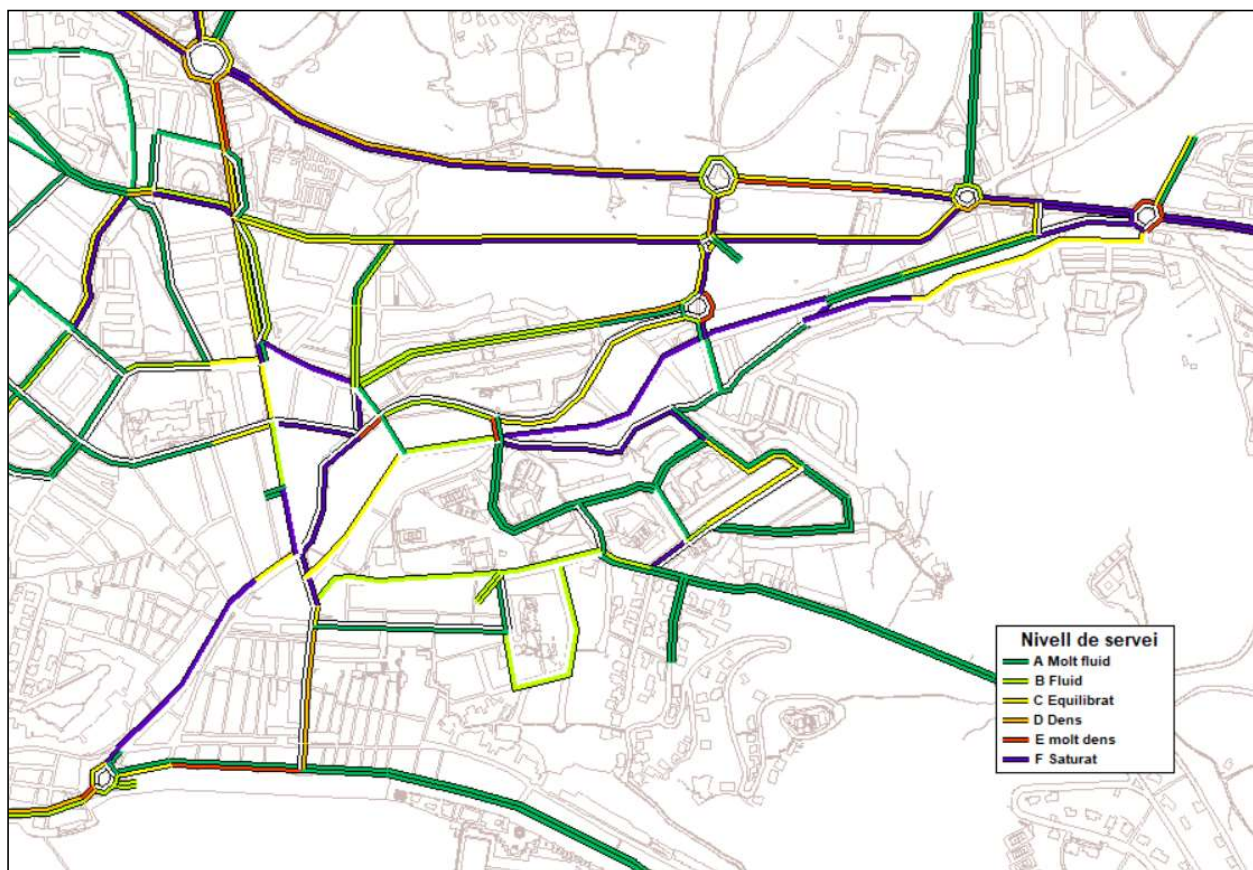 Nivell de servei
A Molt fluid
B Fluid
C Equilibrat
D Dens
E molt dens
F Saturat